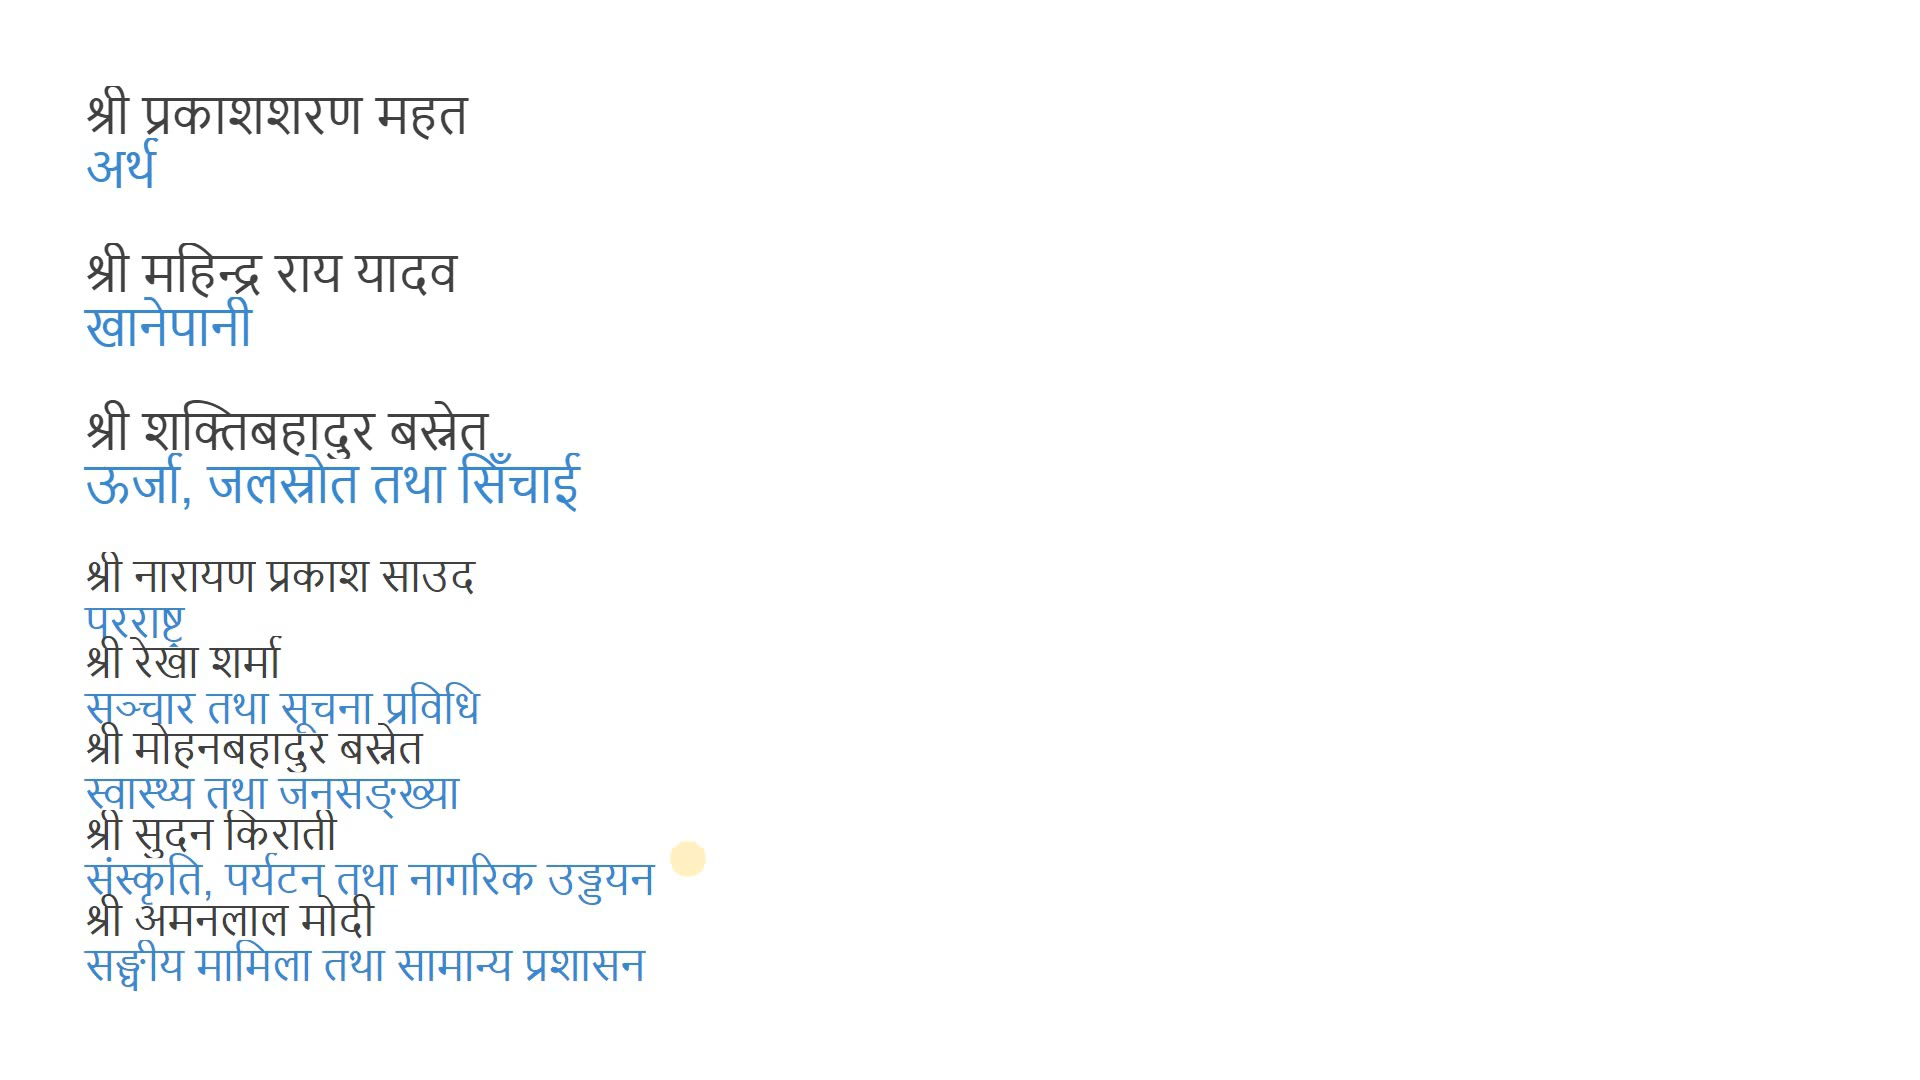 श्री प्रकाशशरण महत
अर्थ
श्री महिन्द्र राय यादव
खानेपानी
श्री शक्तिबहादुर बस्नेत
ऊर्जा, जलस्रोत तथा सिँचाई
श्री नारायण प्रकाश साउद
परराष्ट्र
श्री रेखा शर्मा
सञ्चार तथा सूचना प्रविधि
श्री मोहनबहादुर बस्नेत
स्वास्थ्य तथा जनसङ्ख्या
श्री सुदन किराती
संस्कृति, पर्यटन तथा नागरिक उड्डयन
श्री अमनलाल मोदी
सङ्घीय मामिला तथा सामान्य प्रशासन